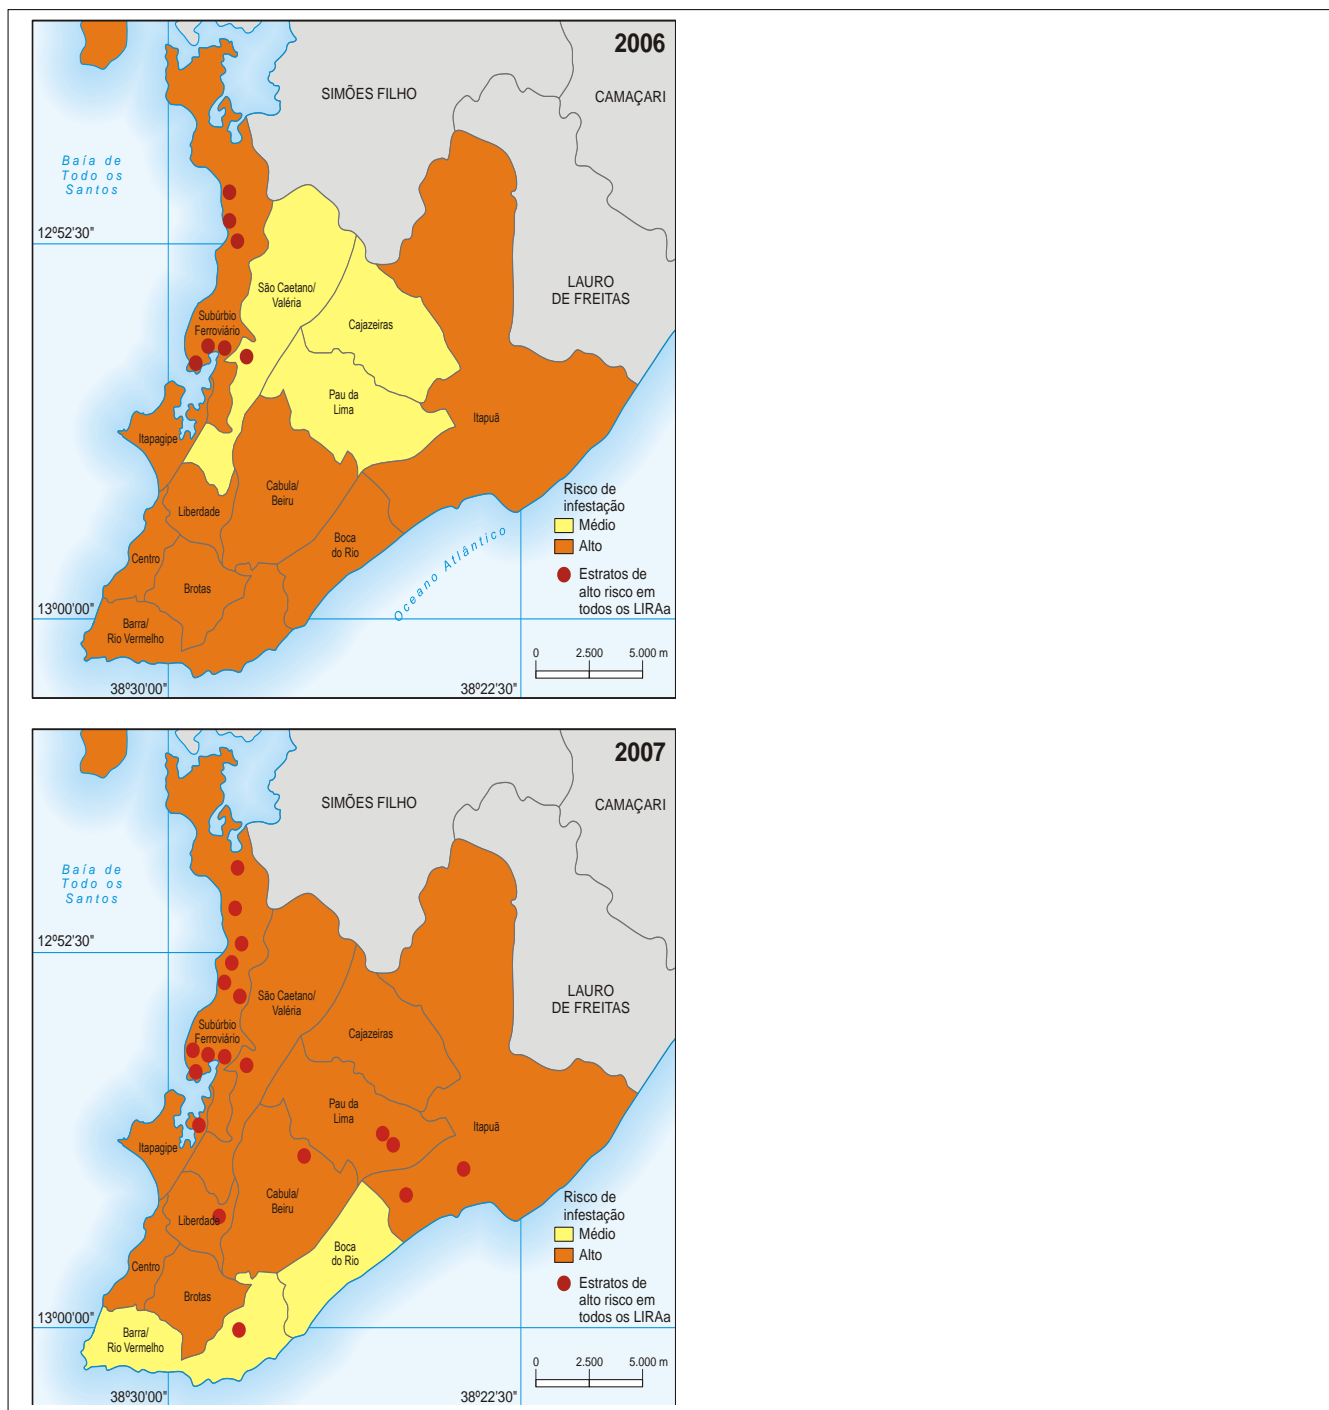 2006
SIMÕES FILHO
CAMAÇARI
Baía de
Todo os
Santos
12º52'30"
LAURO
DE FREITAS
São Caetano/
Valéria
Cajazeiras
Subúrbio
Ferroviário
Pau da
Lima
Itapuã
Itapagipe
Cabula/
Beiru
Liberdade
Boca
do Rio
Centro
Brotas
Barra/
Rio Vermelho
Oceano Atlântico
Risco de
infestação
Médio
Alto
Estratos de
alto risco em
todos os LIRAa
13º00'00"
0 2.500 5.000 m
38º30'00"
38º22'30"
2007
SIMÕES FILHO
CAMAÇARI
Baía de
Todo os
Santos
12º52'30"
LAURO
DE FREITAS
São Caetano/
Valéria
Cajazeiras
Subúrbio
Ferroviário
Pau da
Lima
Itapuã
Itapagipe
Cabula/
Beiru
Liberdade
Boca
do Rio
Centro
Brotas
Barra/
Rio Vermelho
Risco de
infestação
Médio
Alto
Estratos de
alto risco em
todos os LIRAa
13º00'00"
0 2.500 5.000 m
38º30'00"
38º22'30"